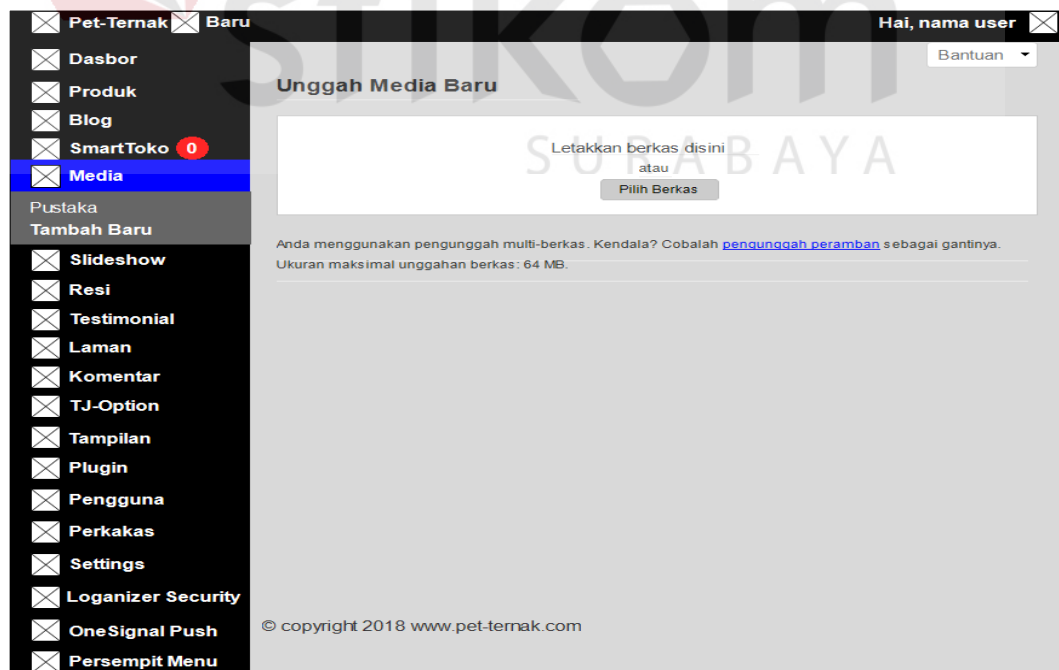 Pet-Ternak Baru Hai, nama user
Bantuan
Dasbor
Produk
Blog
SmartToko 0
Media
Pustaka
Tambah Baru
Slideshow
Resi
Testimonial
Laman
Komentar
TJ-Option
Tampilan
Plugin
Pengguna
Perkakas
Settings
Loganizer Security
OneSignal Push
Persempit Menu
Unggah Media Baru
Letakkan berkas disini
atau
Pilih Berkas
Anda menggunakan pengunggah multi-berkas. Kendala? Cobalah pengunggah peramban sebagai gantinya.
Ukuran maksimal unggahan berkas: 64 MB.
© copyright 2018 www.pet-ternak.com
stikom
SURABAYA